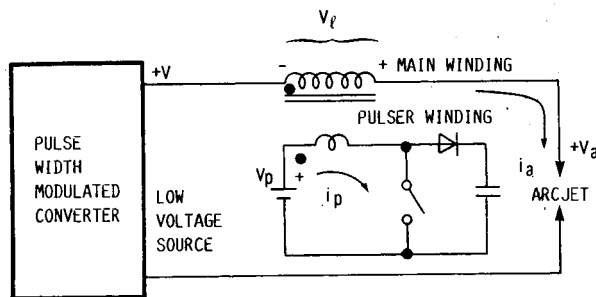 Vℓ
+V
- + MAIN WINDING
PULSER WINDING
PULSE
WIDTH
MODULATED
CONVERTER
LOW
VOLTAGE
SOURCE
Vp
+
ip
ia
+Va
ARCJET